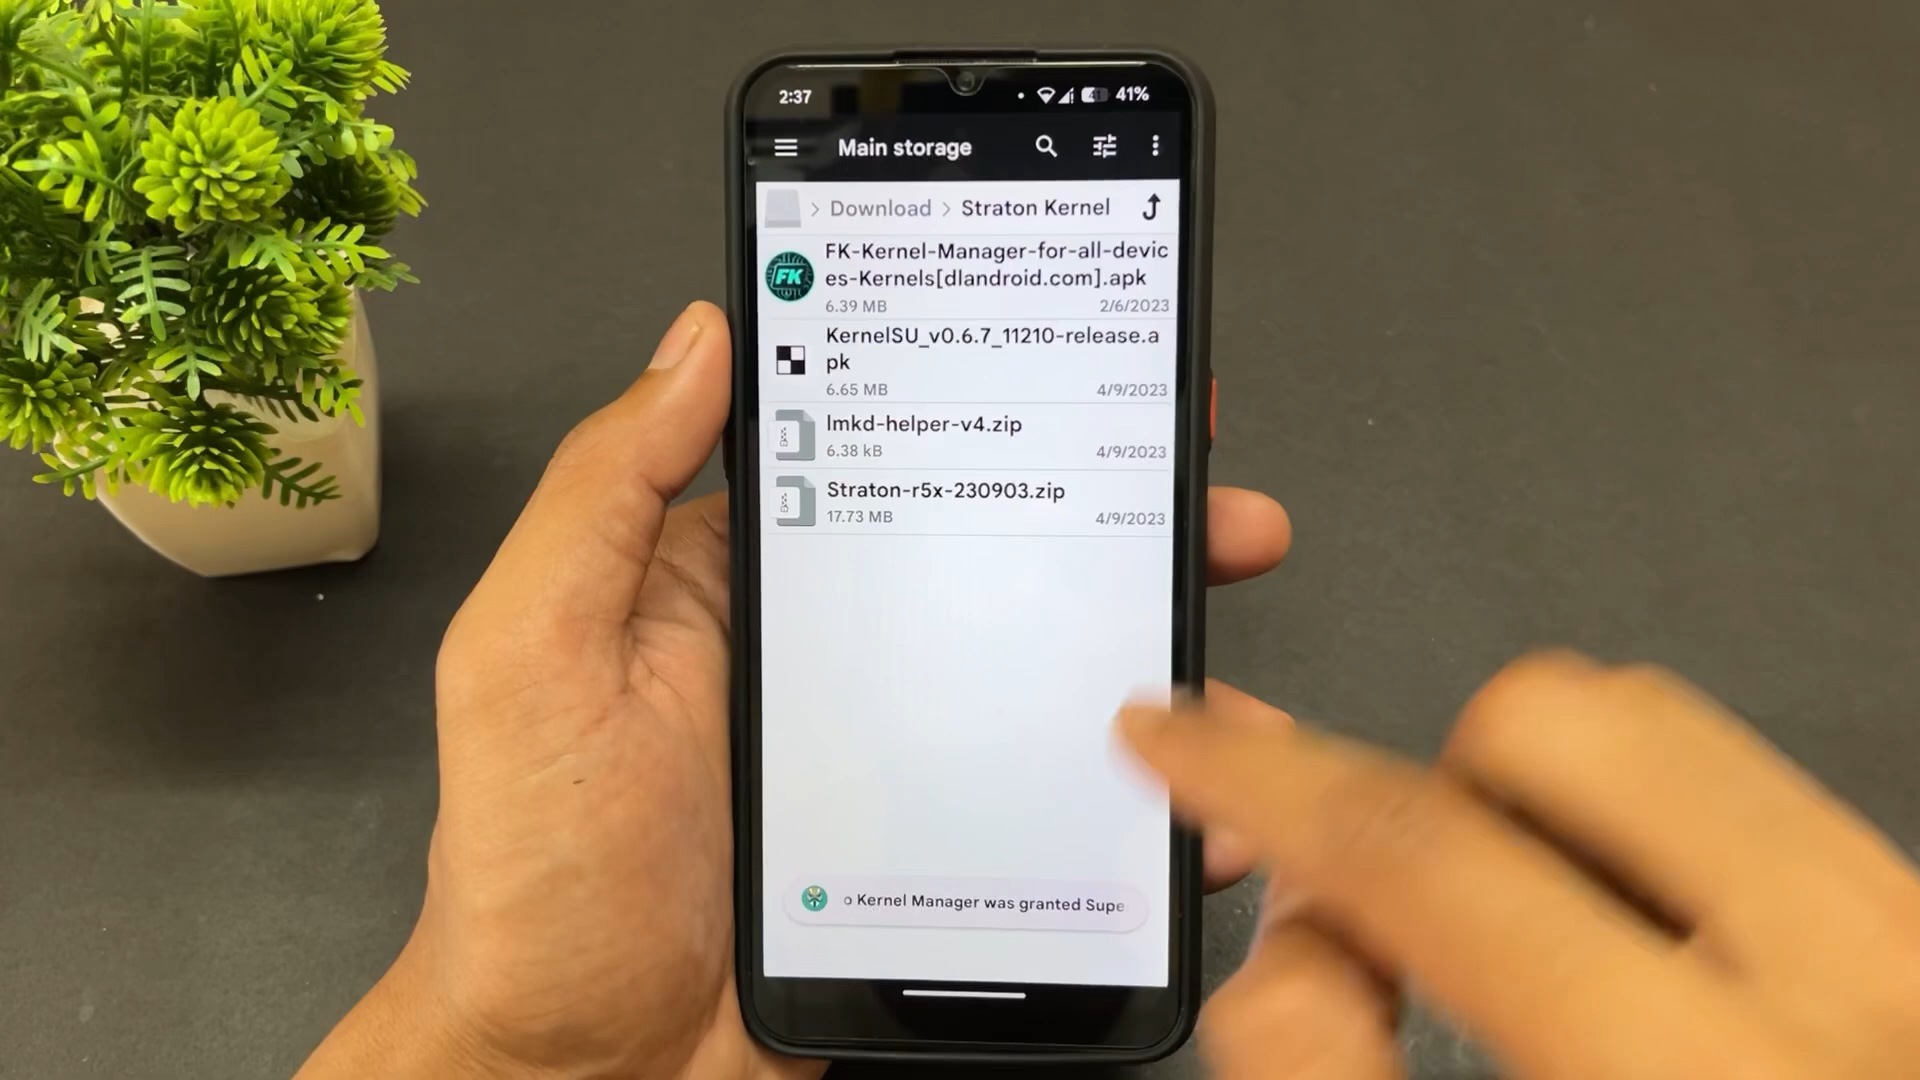 2:37
41 41%
Main storage
Download > Straton Kernel
FK-Kernel-Manager-for-all-devic
es-Kernels[dlandroid.com].apk
6.39 MB 2/6/2023
FK
KernelSU_v0.6.7_11210-release.a
pk
6.65 MB 4/9/2023
lmkd-helper-v4.zip
6.38 kB 4/9/2023
Straton-r5x-230903.zip
17.73 MB 4/9/2023
o Kernel Manager was granted Supe